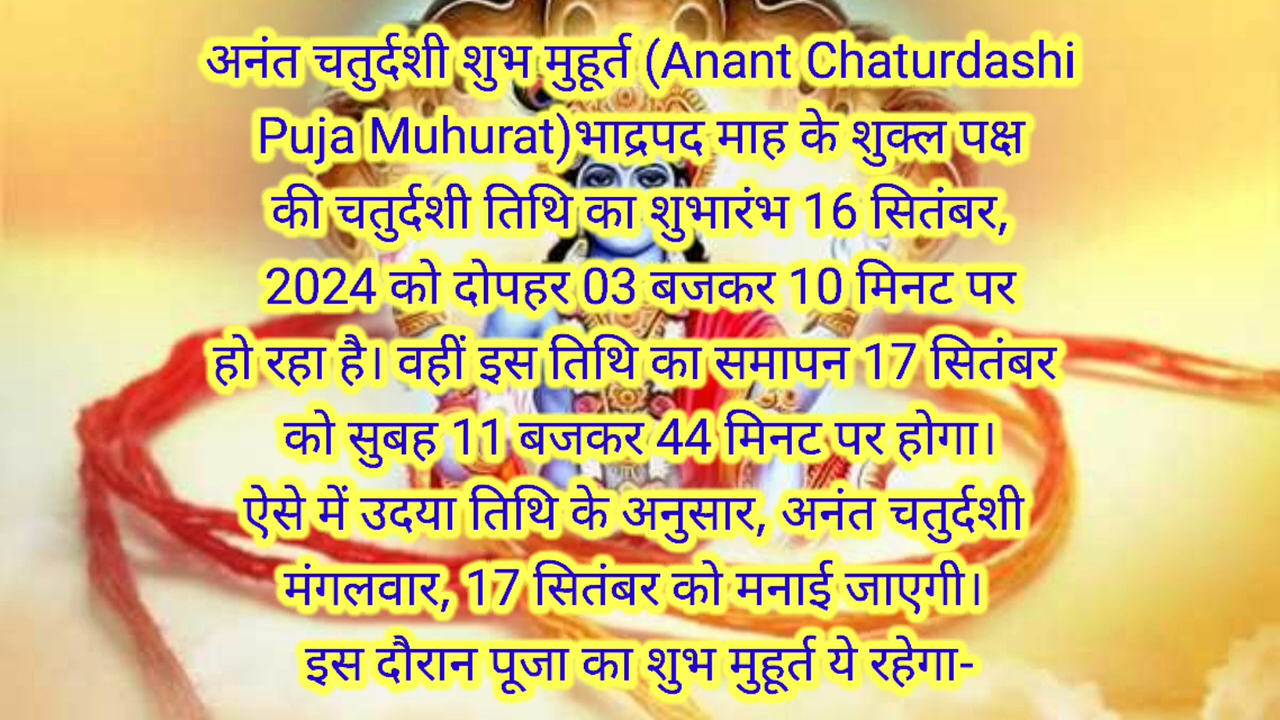 अनंत चतुर्दशी शुभ मुहूर्त (Anant Chaturdashi
Puja Muhurat)भाद्रपद माह के शुक्ल पक्ष
की चतुर्दशी तिथि का शुभारंभ 16 सितंबर,
2024 को दोपहर 03 बजकर 10 मिनट पर
हो रहा है। वहीं इस तिथि का समापन 17 सितंबर
को सुबह 11 बजकर 44 मिनट पर होगा।
ऐसे में उदया तिथि के अनुसार, अनंत चतुर्दशी
मंगलवार, 17 सितंबर को मनाई जाएगी।
इस दौरान पूजा का शुभ मुहूर्त ये रहेगा-